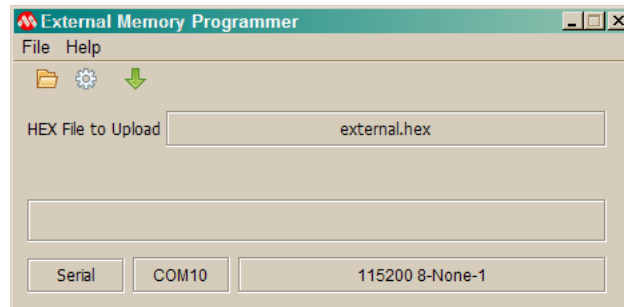 External Memory Programmer
File Help
HEX File to Upload external.hex
Serial COM10 115200 8-None-1